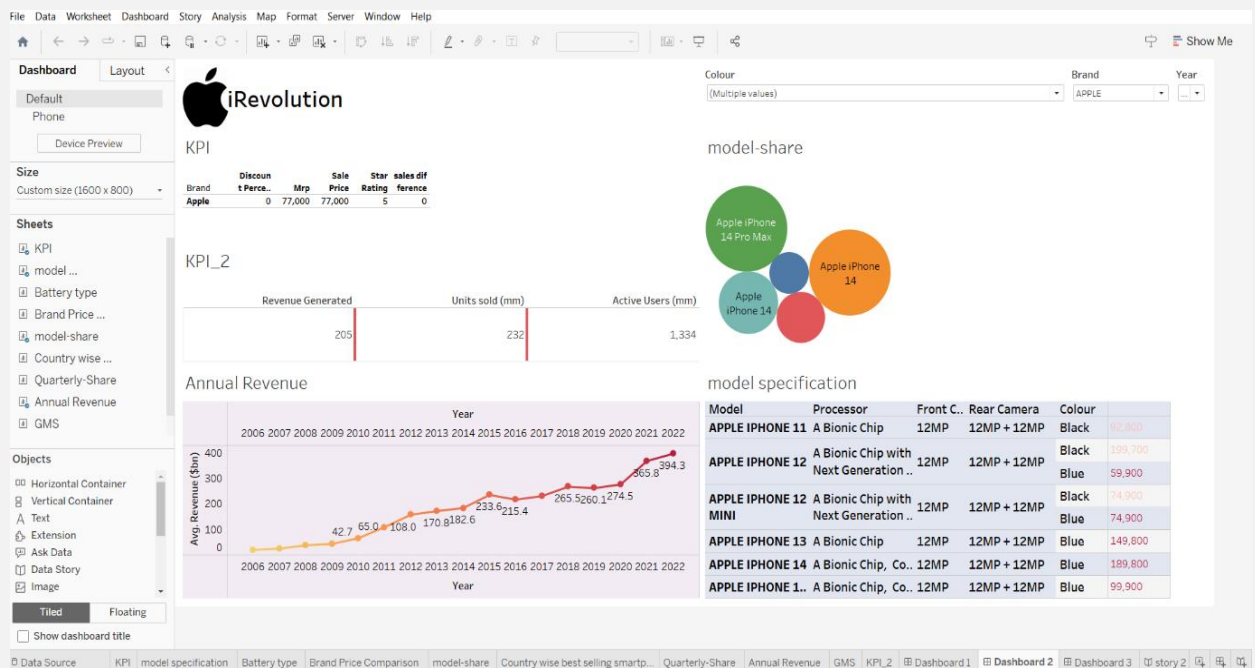 File Data Worksheet Dashboard Story Analysis Map Format Server Window Help
Show Me
Dashboard Layout
Default
Phone
Device Preview
Size
Custom size (1600 x 800)
Sheets
KPI
model ...
Battery type
Brand Price ...
model-share
Country wise ...
Quarterly-Share
Annual Revenue
GMS
Objects
Horizontal Container
Vertical Container
Text
Extension
Ask Data
Data Story
Image
Tiled Floating
Show dashboard title
iRevolution
Colour Brand Year
(Multiple values) APPLE ...
KPI
Discoun Sale Star sales dif
Brand t Perce.. Mrp Price Rating ference
Apple 0 77,000 77,000 5 0
KPI_2
Revenue Generated Units sold (mm) Active Users (mm)
205 232 1,334
model-share
Apple iPhone
14 Pro Max
Apple iPhone
14
Apple
iPhone 14
Annual Revenue
Year
2006 2007 2008 2009 2010 2011 2012 2013 2014 2015 2016 2017 2018 2019 2020 2021 2022
Avg. Revenue ($bn)
400
300
200
100
0
42.7 65.0 108.0 170.8 182.6 233.6 215.4 265.5 260.1 274.5 365.8 394.3
2006 2007 2008 2009 2010 2011 2012 2013 2014 2015 2016 2017 2018 2019 2020 2021 2022
Year
model specification
Model Processor Front C.. Rear Camera Colour
APPLE IPHONE 11 A Bionic Chip 12MP 12MP + 12MP Black 92,800
APPLE IPHONE 12 A Bionic Chip with Next Generation .. 12MP 12MP + 12MP Black 199,700
Blue 59,900
APPLE IPHONE 12 MINI A Bionic Chip with Next Generation .. 12MP 12MP + 12MP Black 74,900
Blue 74,900
APPLE IPHONE 13 A Bionic Chip 12MP 12MP + 12MP Blue 149,800
APPLE IPHONE 14 A Bionic Chip, Co.. 12MP 12MP + 12MP Blue 189,800
APPLE IPHONE 1.. A Bionic Chip, Co.. 12MP 12MP + 12MP Blue 99,900
Data Source KPI model specification Battery type Brand Price Comparison model-share Country wise best selling smartp... Quarterly-Share Annual Revenue GMS KPI_2 Dashboard 1 Dashboard 2 Dashboard 3 story 2